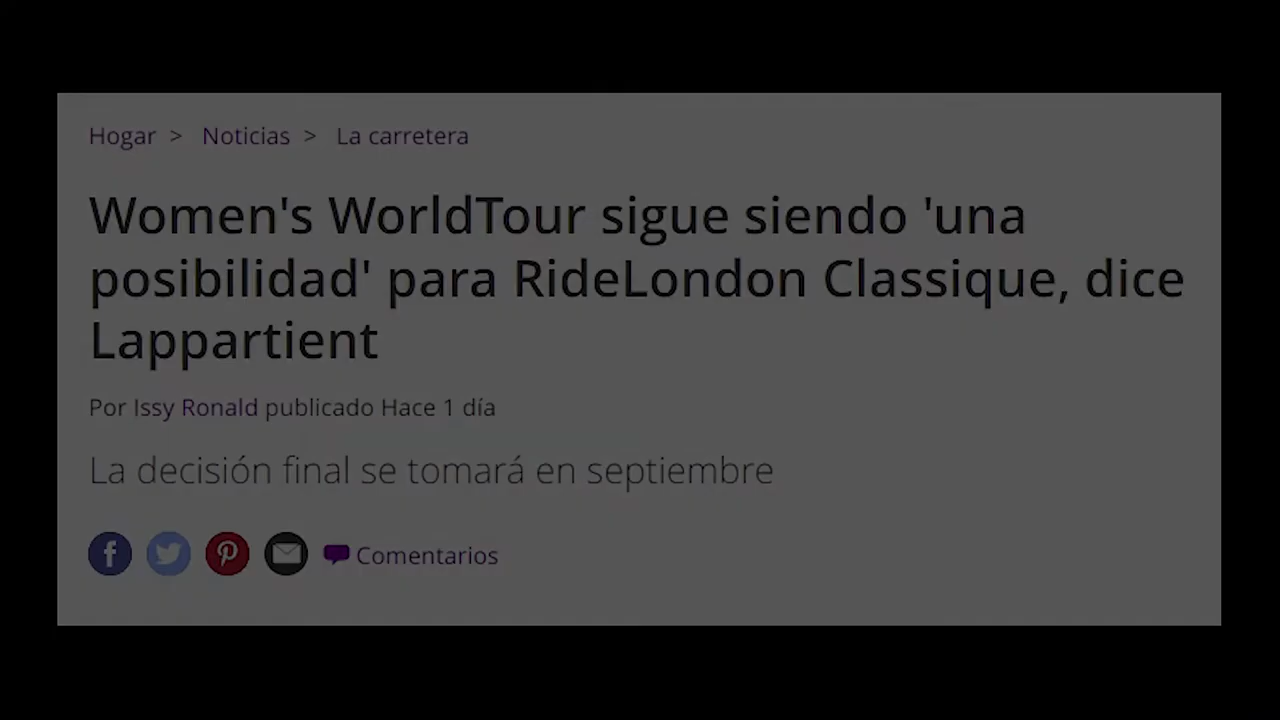 Hogar > Noticias > La carretera
Women's WorldTour sigue siendo 'una
posibilidad' para RideLondon Classique, dice
Lappartient
Por Issy Ronald publicado Hace 1 día
La decisión final se tomará en septiembre
Comentarios